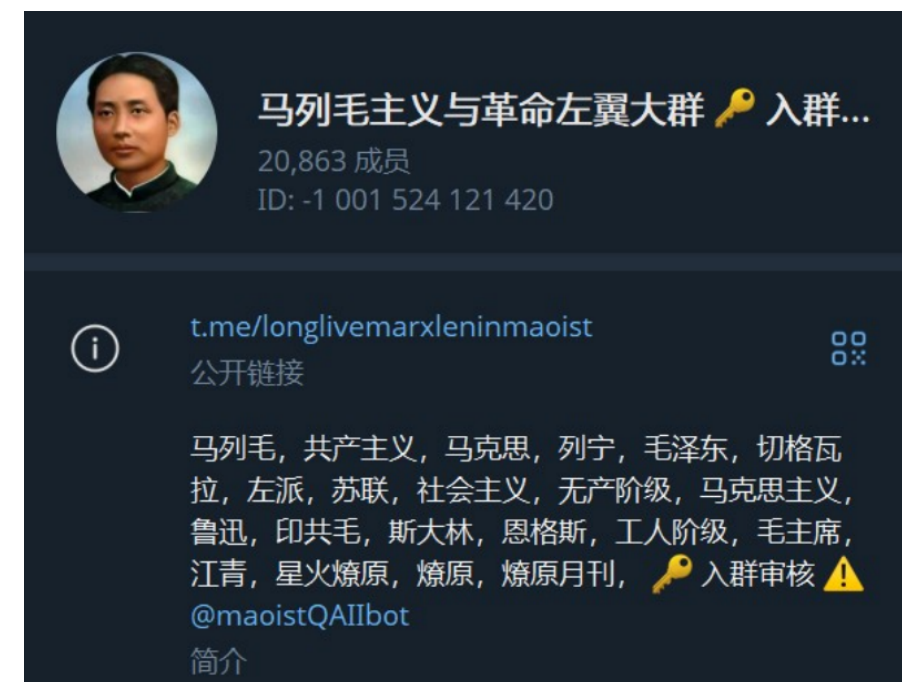 马列毛主义与革命左翼大群 🔑 入群...
20,863 成员
ID: -1 001 524 121 420
t.me/longlivemarxleninmaoist
公开链接
马列毛，共产主义，马克思，列宁，毛泽东，切格瓦
拉，左派，苏联，社会主义，无产阶级，马克思主义，
鲁迅，印共毛，斯大林，恩格斯，工人阶级，毛主席，
江青，星火燎原，燎原，燎原月刊， 🔑 入群审核 ⚠️
@maoistQAIIbot
简介